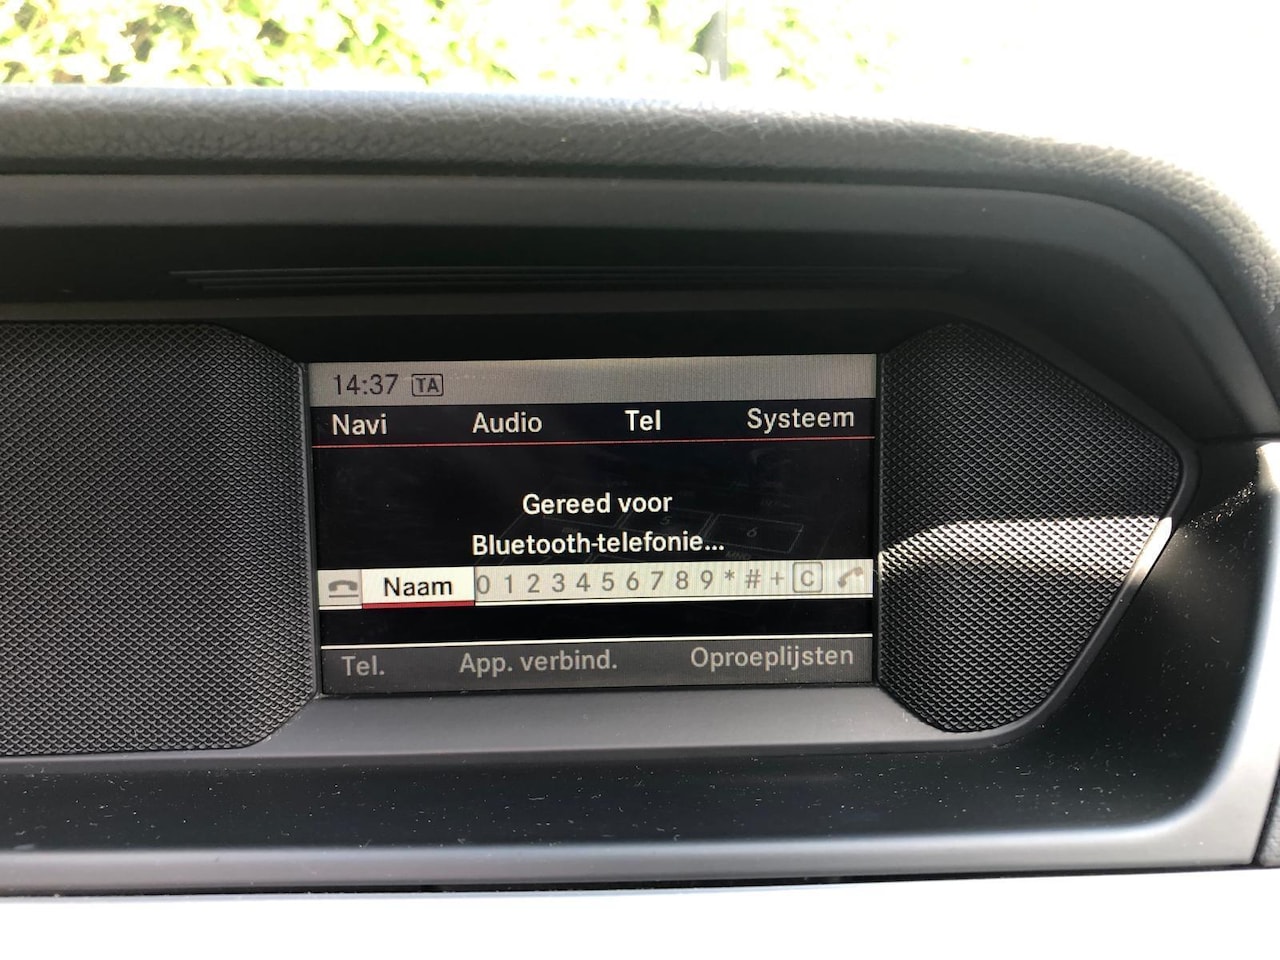 14:37 TA
Navi Audio Tel Systeem
Gereed voor
Bluetooth-telefonie...
Naam 0 1 2 3 4 5 6 7 8 9 * # + C
Tel. App. verbind. Oproeplijsten